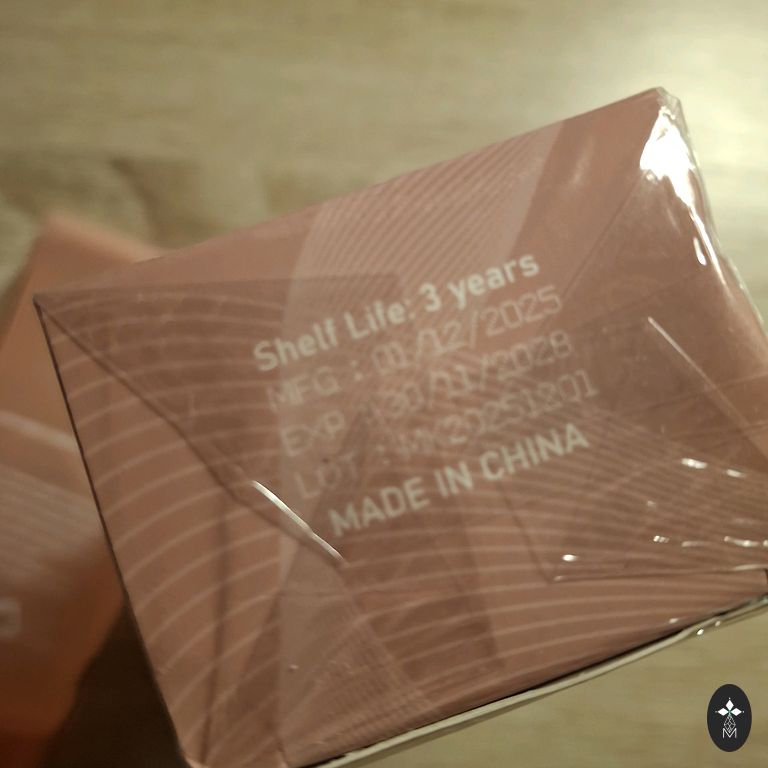 Shelf Life: 3 years
MFG : 01/12/2025
EXP : 30/11/2028
LOT : MK20251201
MADE IN CHINA